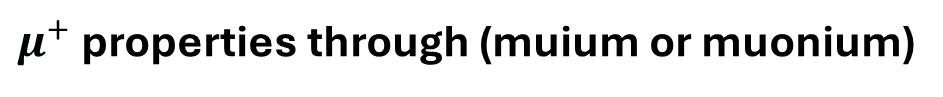 μ⁺ properties through (muium or muonium)